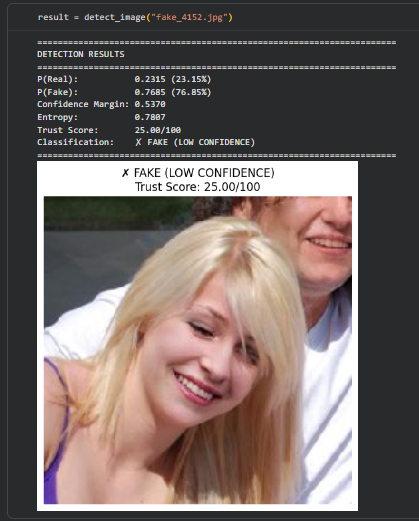 result = detect_image("fake_4152.jpg")
======================================================================
DETECTION RESULTS
======================================================================
P(Real): 0.2315 (23.15%)
P(Fake): 0.7685 (76.85%)
Confidence Margin: 0.5370
Entropy: 0.7807
Trust Score: 25.00/100
Classification: ✗ FAKE (LOW CONFIDENCE)
======================================================================
✗ FAKE (LOW CONFIDENCE)
Trust Score: 25.00/100